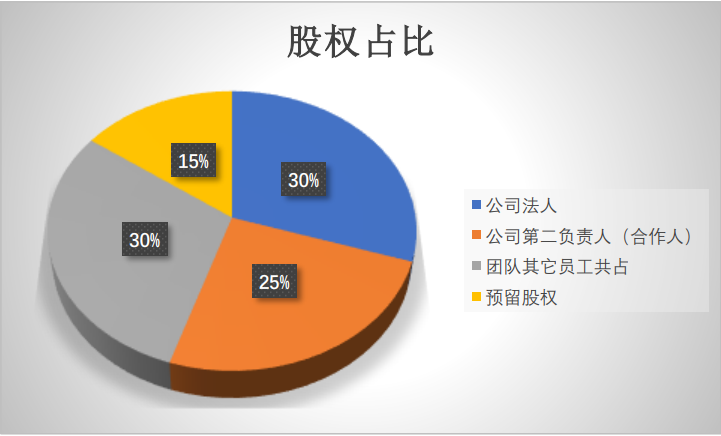 股权占比
15%
30%
30%
25%
公司法人
公司第二负责人（合作人）
团队其它员工共占
预留股权